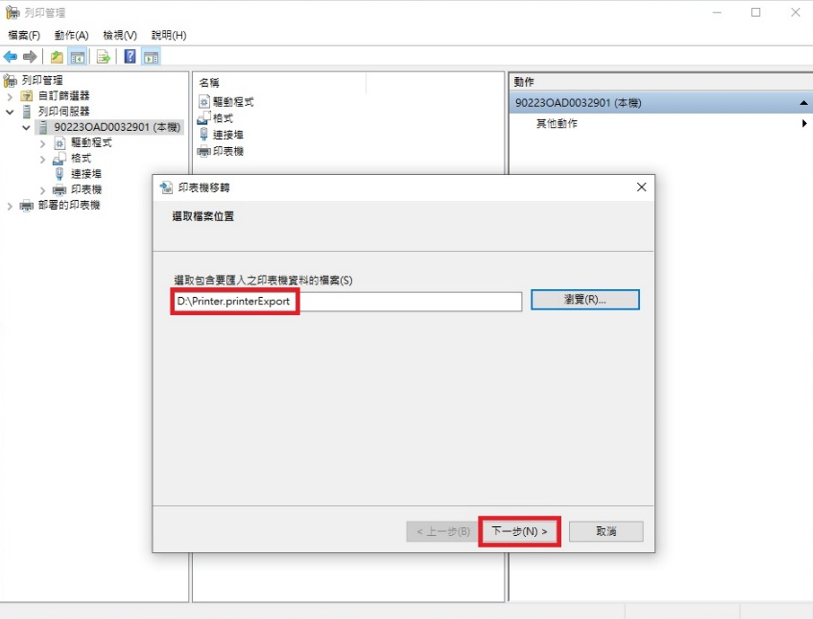 列印管理
檔案(F) 動作(A) 檢視(V) 說明(H)
列印管理
自訂篩選器
列印伺服器
90223OAD0032901 (本機)
驅動程式
格式
連接埠
印表機
部署的印表機
名稱
驅動程式
格式
連接埠
印表機
動作
90223OAD0032901 (本機)
其他動作
印表機移轉
選取檔案位置
選取包含要匯入之印表機資料的檔案(S)
D:\Printer.printerExport
瀏覽(R)...
< 上一步(B) 下一步(N) > 取消